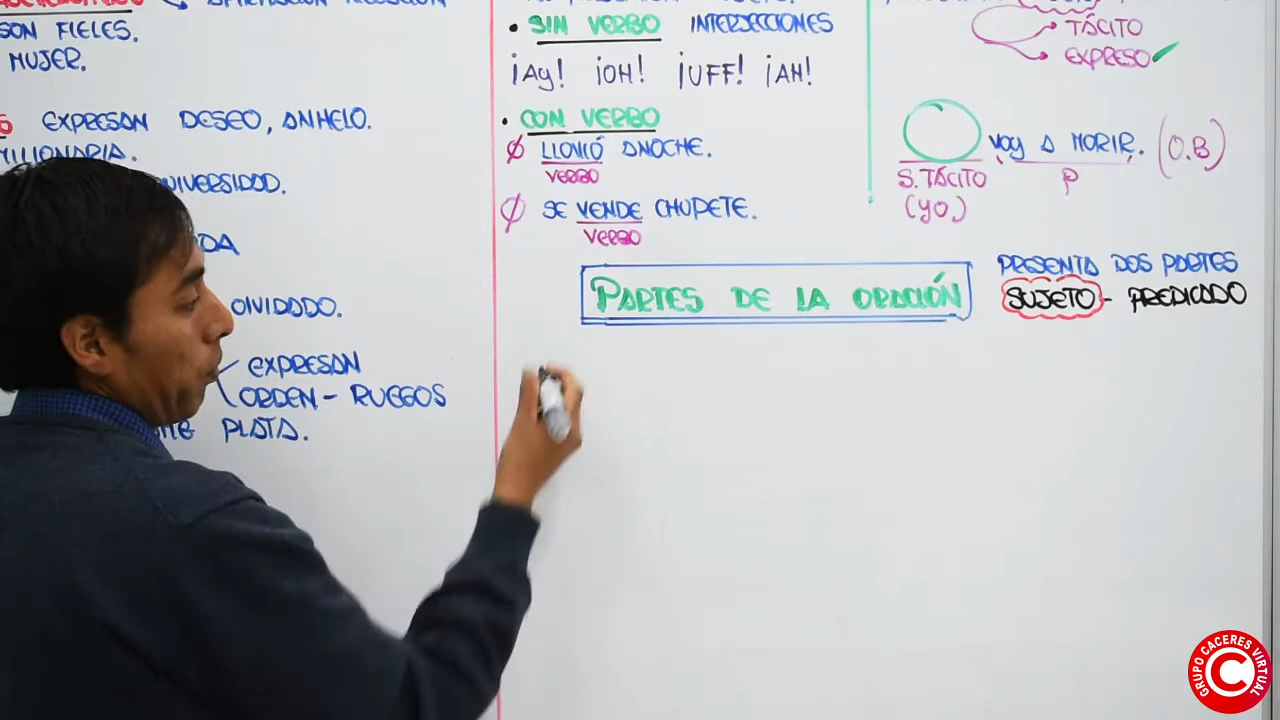 SON FIELES.
MUJER.
EXPRESAN DESEO, ANHELO.
MILLONARIA.
UNIVERSIDAD.
OLVIDADO.
EXPRESAN
ORDEN - RUEGOS
PLATA.
• SIN VERBO INTERJECCIONES
¡Ay! ¡OH! ¡UFF! ¡AH!
• CON VERBO
Ø LLOVIÓ ANOCHE.
VERBO
Ø SE VENDE CHUPETE.
VERBO
TÁCITO
EXPRESO
VOY A MORIR. (O.B)
S. TÁCITO P
(YO)
PARTES DE LA ORACIÓN
PRESENTA DOS PARTES
SUJETO - PREDICADO
GRUPO CACERES VIRTUAL
C